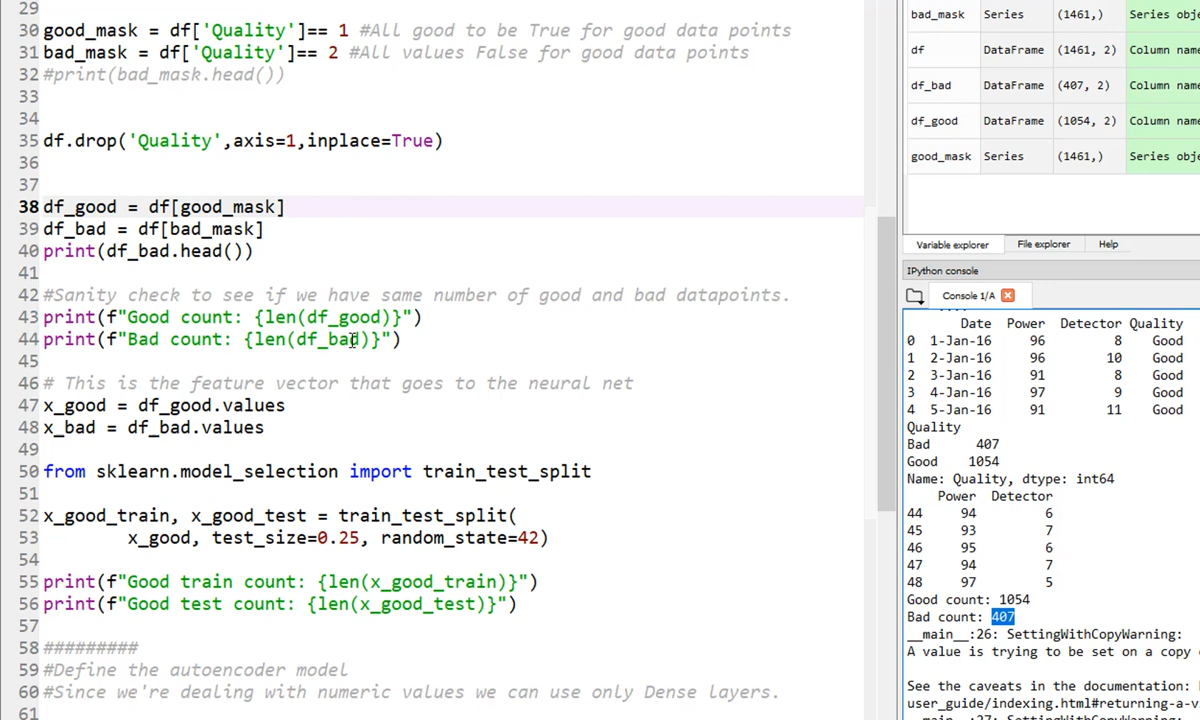 29
30 good_mask = df['Quality']== 1 #All good to be True for good data points
31 bad_mask = df['Quality']== 2 #All values False for good data points
32 #print(bad_mask.head())
33
34
35 df.drop('Quality',axis=1,inplace=True)
36
37
38 df_good = df[good_mask]
39 df_bad = df[bad_mask]
40 print(df_bad.head())
41
42 #Sanity check to see if we have same number of good and bad datapoints.
43 print(f"Good count: {len(df_good)}")
44 print(f"Bad count: {len(df_bad)}")
45
46 # This is the feature vector that goes to the neural net
47 x_good = df_good.values
48 x_bad = df_bad.values
49
50 from sklearn.model_selection import train_test_split
51
52 x_good_train, x_good_test = train_test_split(
53 x_good, test_size=0.25, random_state=42)
54
55 print(f"Good train count: {len(x_good_train)}")
56 print(f"Good test count: {len(x_good_test)}")
57
58 #########
59 #Define the autoencoder model
60 #Since we're dealing with numeric values we can use only Dense layers.
61
bad_mask Series (1461,) Series obj
df DataFrame (1461, 2) Column name
df_bad DataFrame (407, 2) Column name
df_good DataFrame (1054, 2) Column name
good_mask Series (1461,) Series obje
Variable explorer File explorer Help
IPython console
Console 1/A
Date Power Detector Quality
0 1-Jan-16 96 8 Good
1 2-Jan-16 96 10 Good
2 3-Jan-16 91 8 Good
3 4-Jan-16 97 9 Good
4 5-Jan-16 91 11 Good
Quality
Bad 407
Good 1054
Name: Quality, dtype: int64
Power Detector
44 94 6
45 93 7
46 95 6
47 94 7
48 97 5
Good count: 1054
Bad count: 407
__main__:26: SettingWithCopyWarning:
A value is trying to be set on a copy
See the caveats in the documentation:
user_guide/indexing.html#returning-a-v
__main__:27: SettingWithCopyWarning: